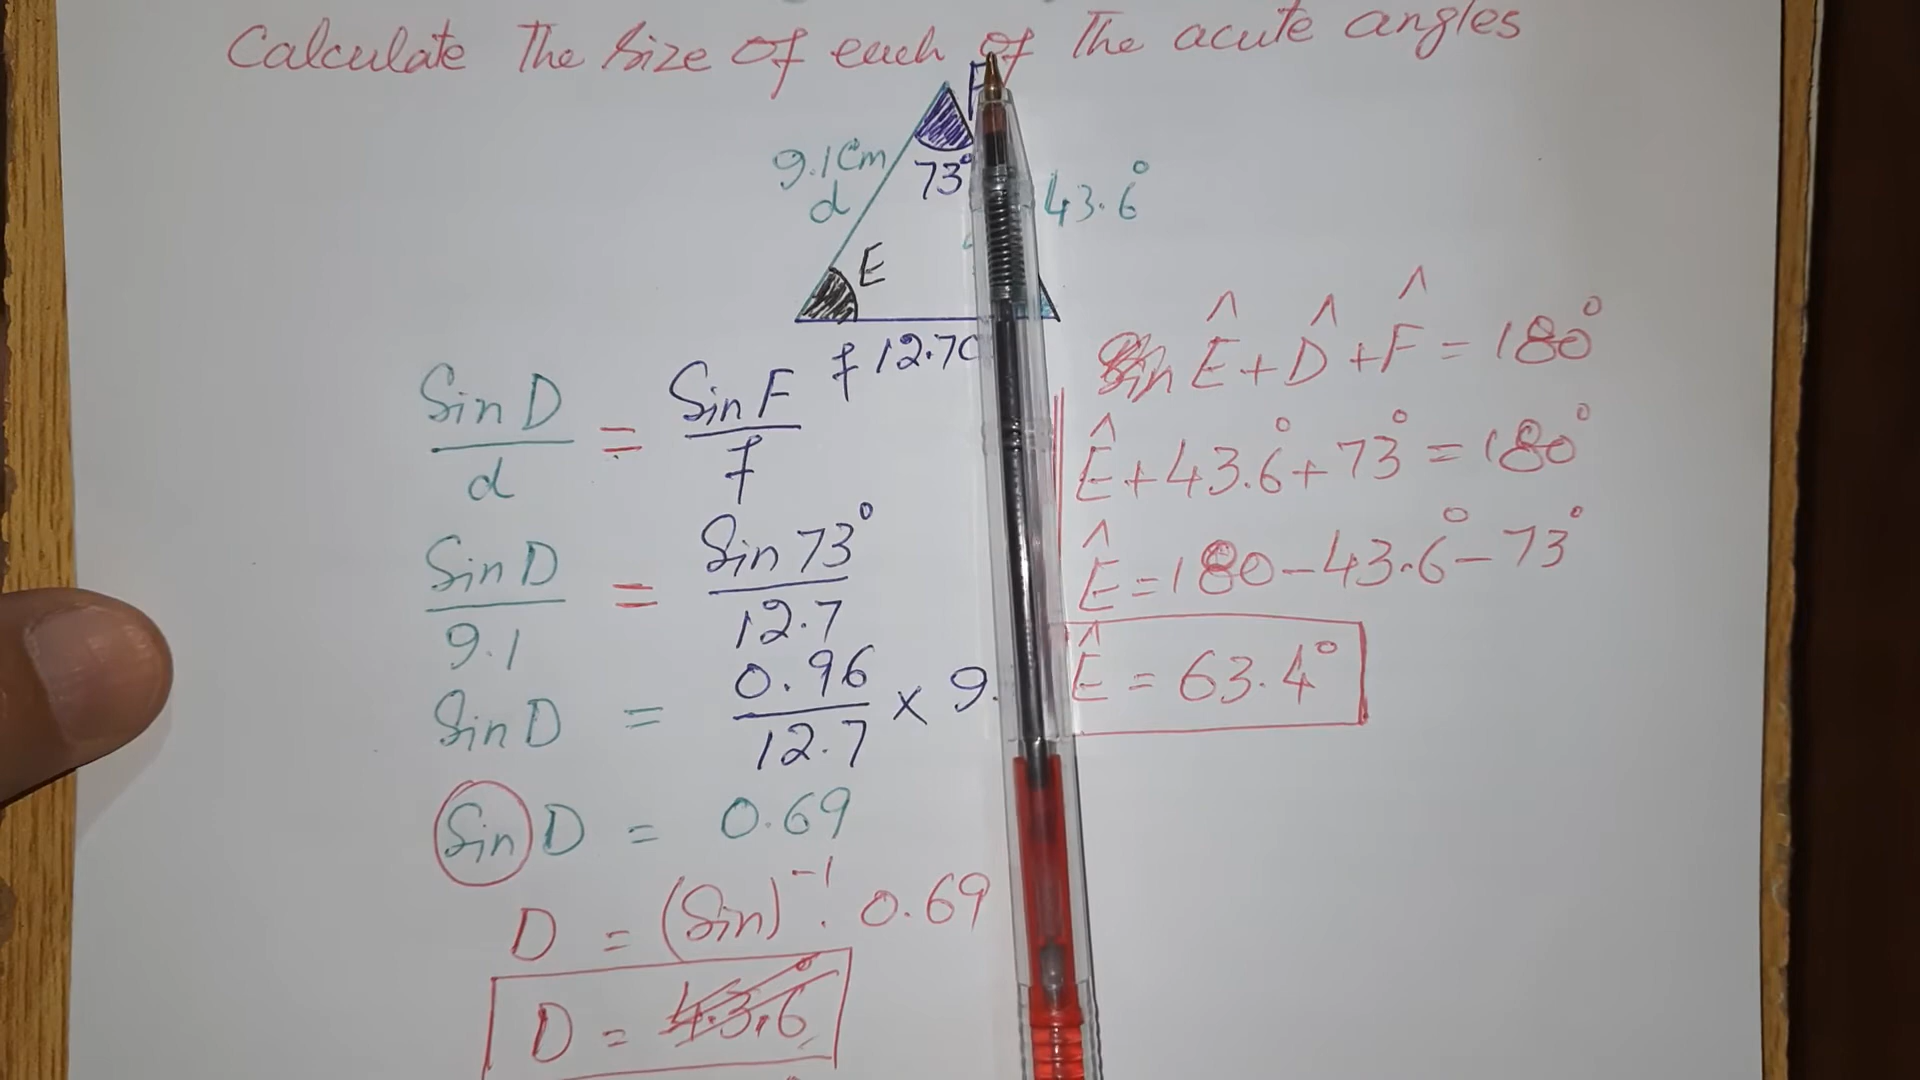 Calculate The size of each of The acute angles
F
9.1Cm
73°
43.6°
d
E
f 12.7
Sin D / d = Sin F / f
Sin D / 9.1 = Sin 73° / 12.7
Sin D = 0.96 / 12.7 × 9.
Sin D = 0.69
D = (Sin)⁻¹ . 0.69
D = 43.6°
Ê + D̂ + F̂ = 180°
Ê + 43.6° + 73° = 180°
Ê = 180 - 43.6° - 73°
Ê = 63.4°